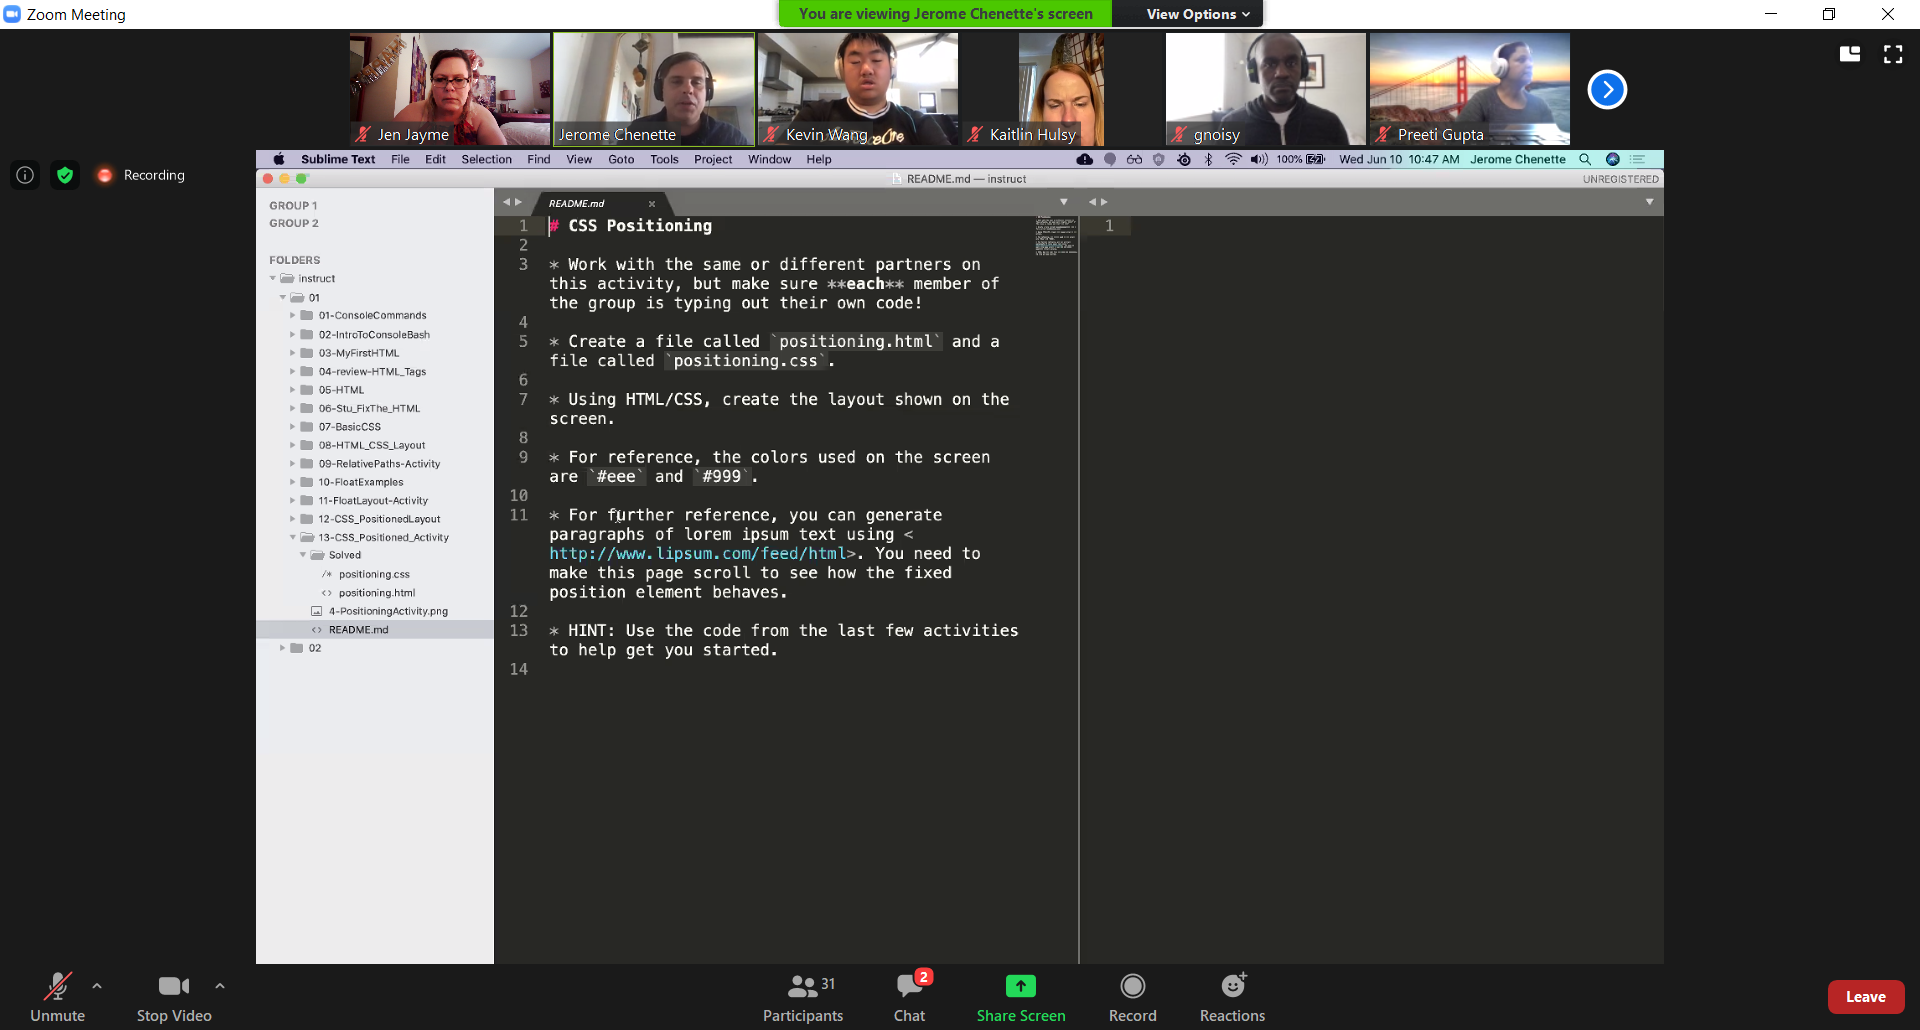 Zoom Meeting
You are viewing Jerome Chenette's screen
View Options
Jen Jayme
Jerome Chenette
Kevin Wang
Kaitlin Hulsy
gnoisy
Preeti Gupta
Recording
Sublime Text File Edit Selection Find View Goto Tools Project Window Help
100% Wed Jun 10 10:47 AM Jerome Chenette
README.md — instruct
UNREGISTERED
GROUP 1
GROUP 2
FOLDERS
instruct
01
01-ConsoleCommands
02-IntroToConsoleBash
03-MyFirstHTML
04-review-HTML_Tags
05-HTML
06-Stu_FixThe_HTML
07-BasicCSS
08-HTML_CSS_Layout
09-RelativePaths-Activity
10-FloatExamples
11-FloatLayout-Activity
12-CSS_PositionedLayout
13-CSS_Positioned_Activity
Solved
/* positioning.css
<> positioning.html
4-PositioningActivity.png
<> README.md
02
README.md
1 # CSS Positioning
2
3 * Work with the same or different partners on
this activity, but make sure **each** member of
the group is typing out their own code!
4
5 * Create a file called `positioning.html` and a
file called `positioning.css`.
6
7 * Using HTML/CSS, create the layout shown on the
screen.
8
9 * For reference, the colors used on the screen
are `#eee` and `#999`.
10
11 * For further reference, you can generate
paragraphs of lorem ipsum text using <
http://www.lipsum.com/feed/html>. You need to
make this page scroll to see how the fixed
position element behaves.
12
13 * HINT: Use the code from the last few activities
to help get you started.
14
1
Unmute
Stop Video
31
Participants
2
Chat
Share Screen
Record
Reactions
Leave